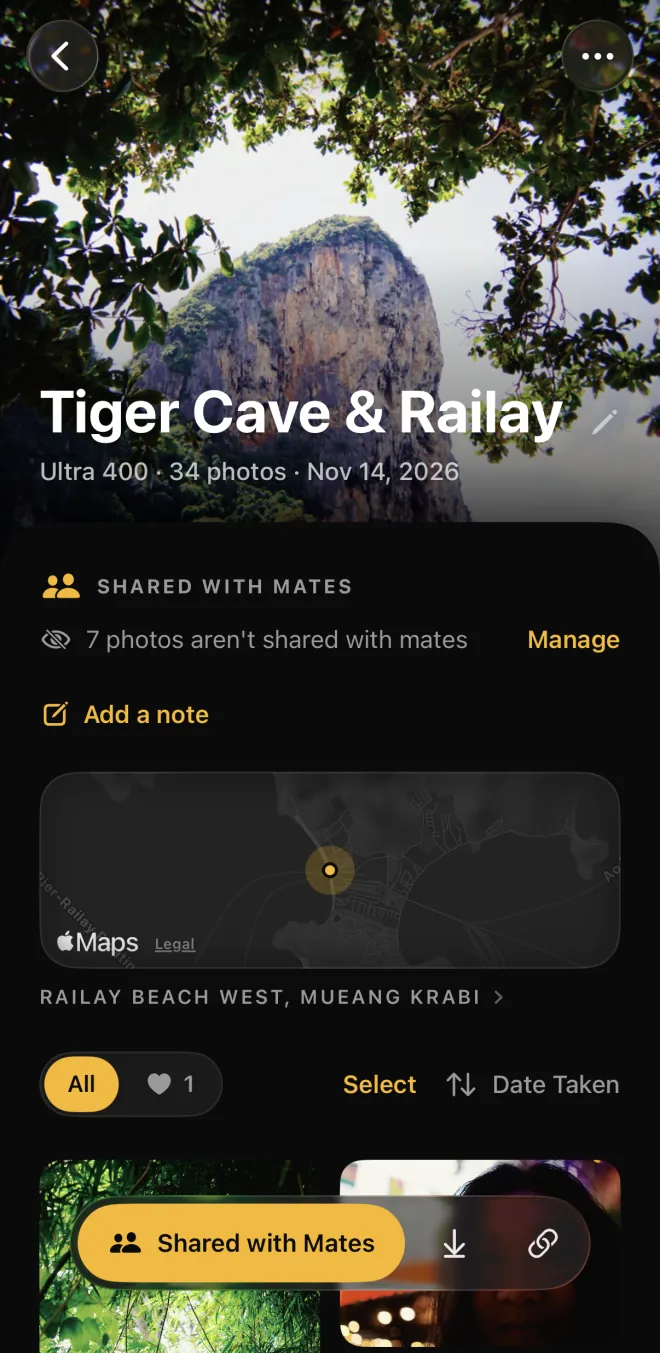 Tiger Cave & Railay
Ultra 400 · 34 photos · Nov 14, 2026
SHARED WITH MATES
7 photos aren't shared with mates
Manage
Add a note
Maps
Legal
RAILAY BEACH WEST, MUEANG KRABI
All
1
Select
Date Taken
Shared with Mates